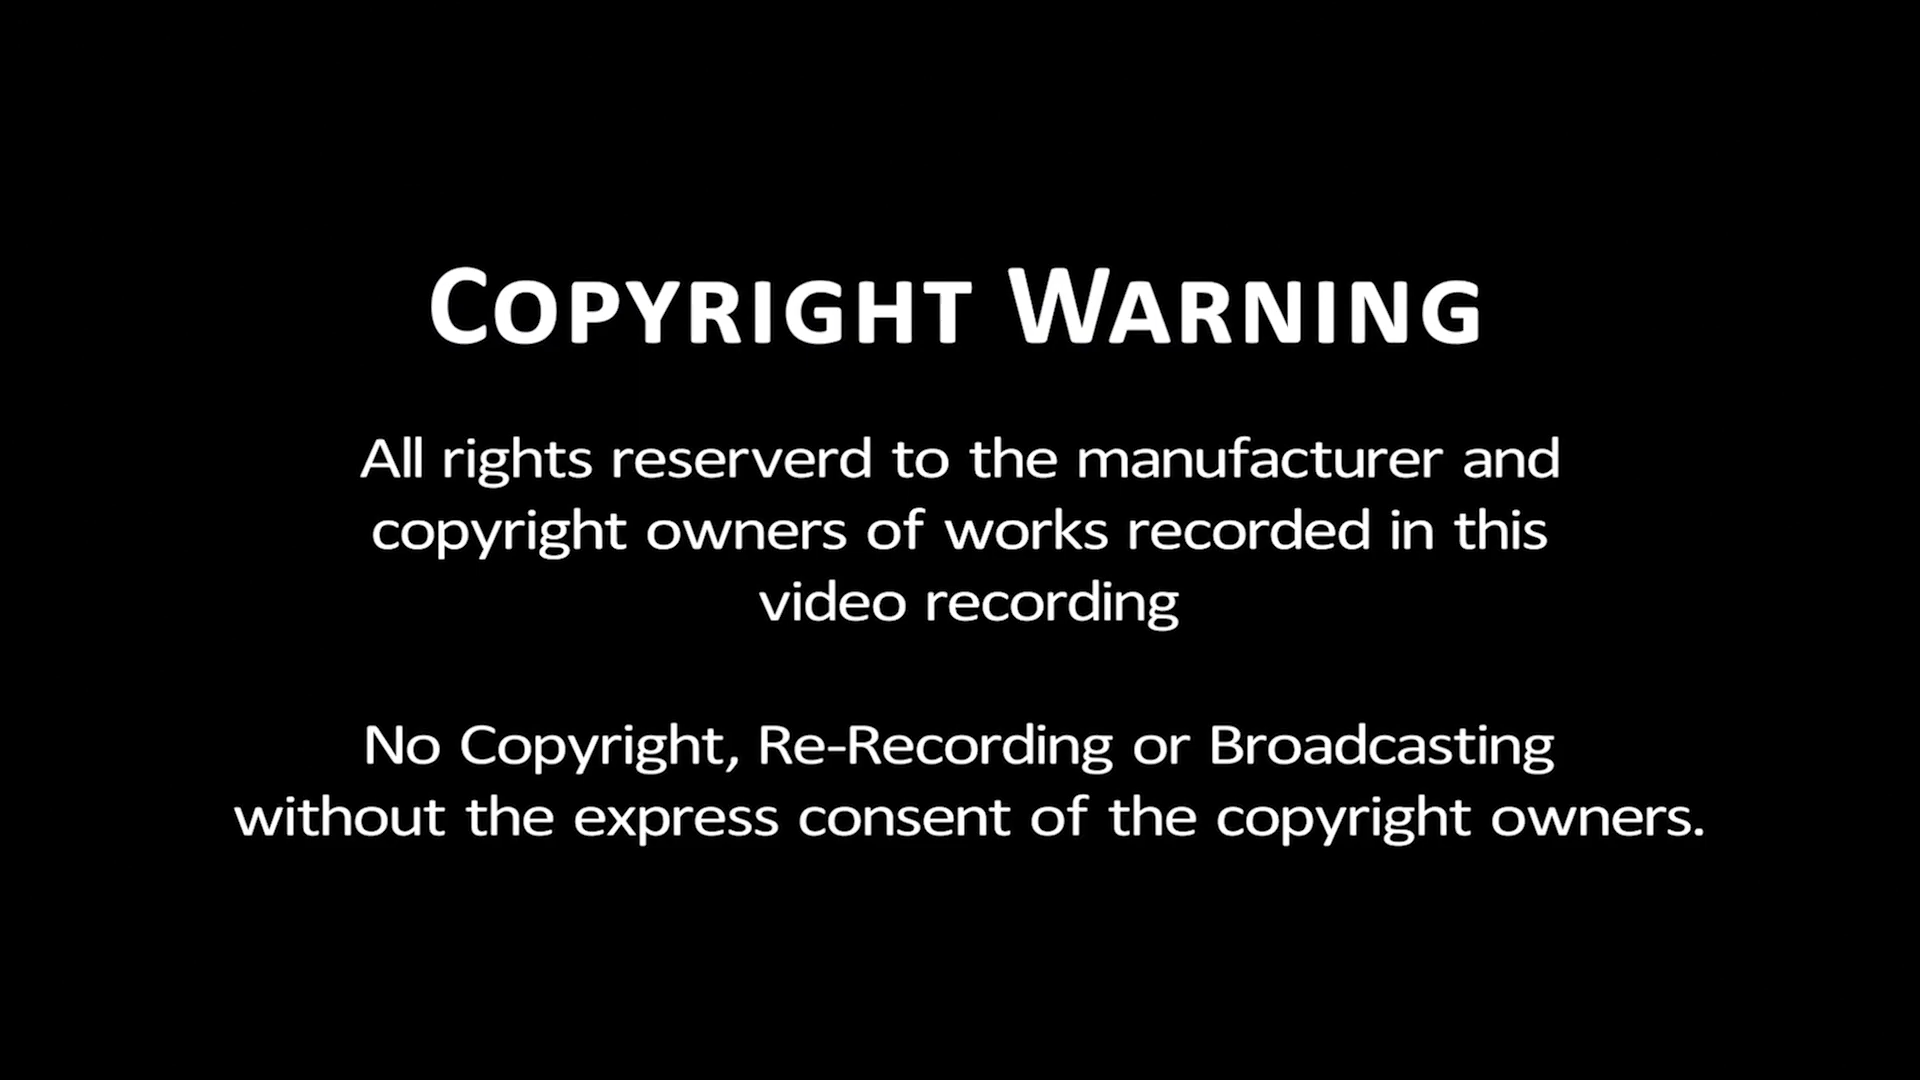 Copyright Warning
All rights reserverd to the manufacturer and
copyright owners of works recorded in this
video recording
No Copyright, Re-Recording or Broadcasting
without the express consent of the copyright owners.